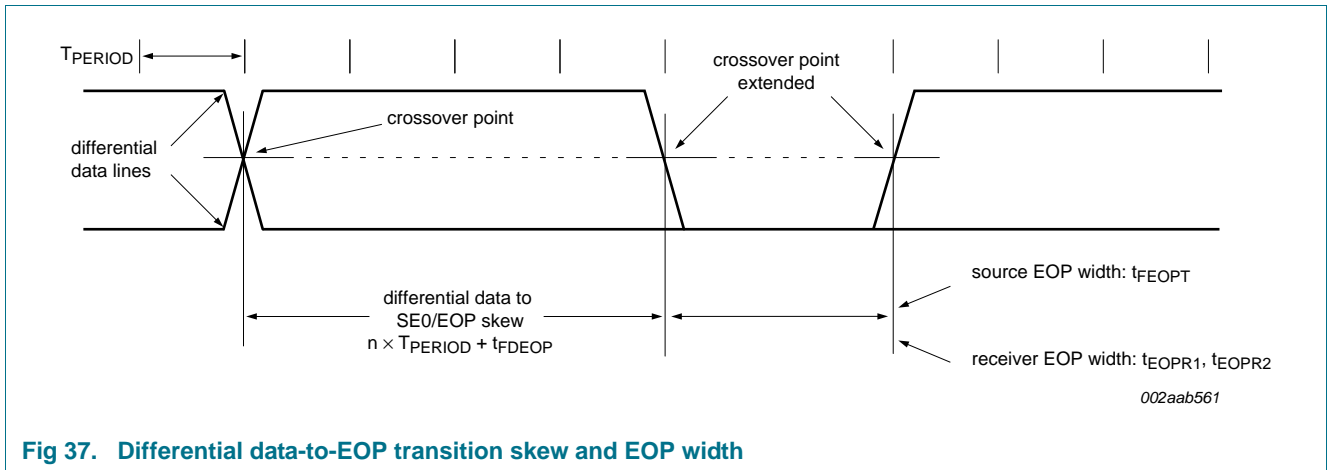 TPERIOD
crossover point
extended
crossover point
differential
data lines
differential data to
SE0/EOP skew
n × TPERIOD + tFDEOP
source EOP width: tFEOPT
receiver EOP width: tEOPR1, tEOPR2
002aab561
Fig 37. Differential data-to-EOP transition skew and EOP width